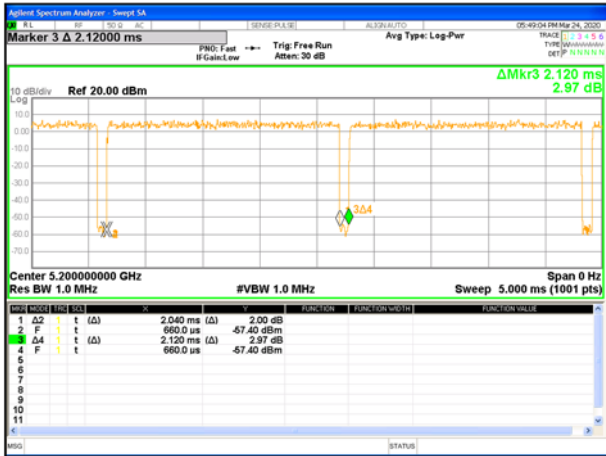 Agilent Spectrum Analyzer - Swept SA
RL RF 50 Ω AC SENSE:PULSE ALIGN AUTO 05:49:04 PM Mar 24, 2020
Marker 3 Δ 2.12000 ms Avg Type: Log-Pwr TRACE 1 2 3 4 5 6
PNO: Fast Trig: Free Run TYPE
IFGain:Low Atten: 30 dB DET P N N N N N
ΔMkr3 2.120 ms
2.97 dB
10 dB/div Ref 20.00 dBm
Log
10.0
0.00
-10.0
-20.0
-30.0
-40.0
-50.0
-60.0
-70.0
3Δ4
Center 5.200000000 GHz Span 0 Hz
Res BW 1.0 MHz #VBW 1.0 MHz Sweep 5.000 ms (1001 pts)
MKR MODE TRC SCL X Y FUNCTION FUNCTION WIDTH FUNCTION VALUE
1 Δ2 1 t (Δ) 2.040 ms (Δ) 2.00 dB
2 F 1 t 660.0 us -57.40 dBm
3 Δ4 1 t (Δ) 2.120 ms (Δ) 2.97 dB
4 F 1 t 660.0 us -57.40 dBm
5
6
7
8
9
10
11
MSG STATUS